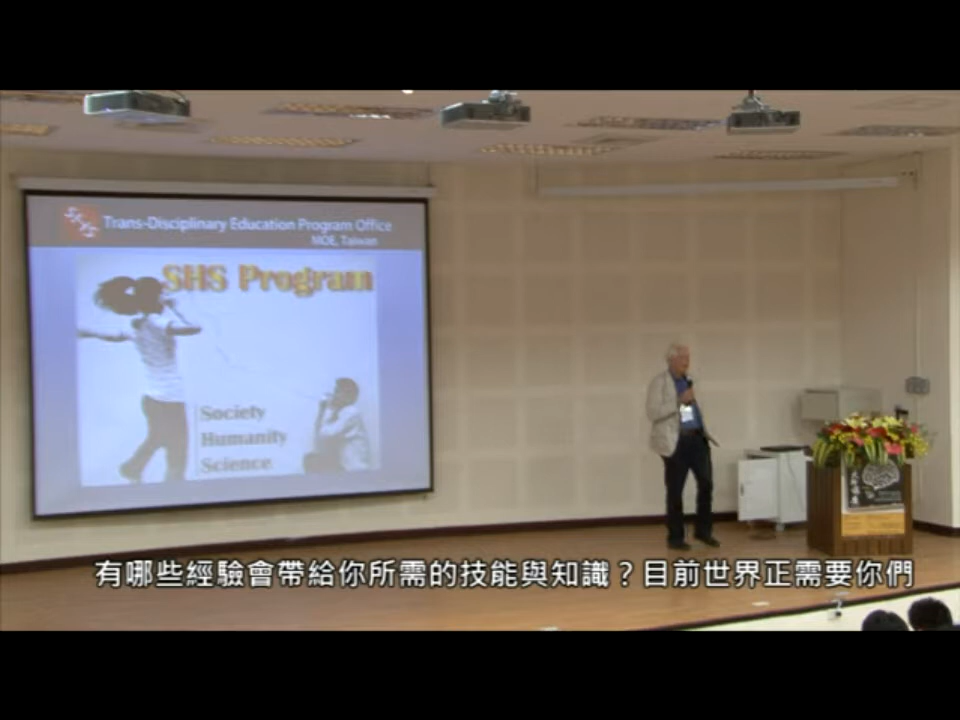 Trans-Disciplinary Education Program Office
MOE, Taiwan
SHS Program
Society
Humanity
Science
有哪些經驗會帶給你所需的技能與知識？目前世界正需要你們